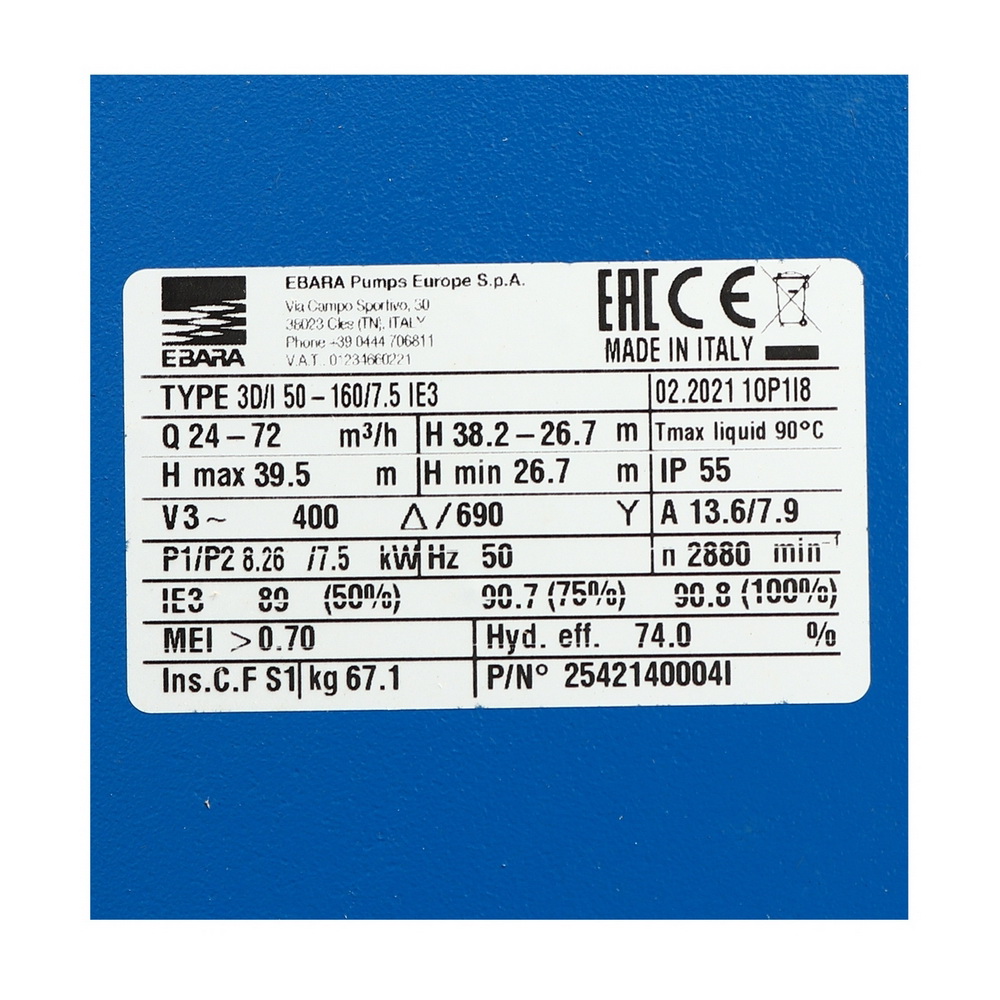 EBARA
EBARA Pumps Europe S.p.A.
Via Campo Sportivo, 30
38023 Cles (TN), ITALY
Phone +39 0444 706811
V.A.T. 01234660221
EAC CE
MADE IN ITALY
TYPE 3D/I 50-160/7.5 IE3 02.2021 10P1I8
Q 24-72 m³/h H 38.2-26.7 m Tmax liquid 90°C
H max 39.5 m H min 26.7 m IP 55
V3~ 400 Δ/690 Y A 13.6/7.9
P1/P2 8.26 /7.5 kW Hz 50 n 2880 min⁻¹
IE3 89 (50%) 90.7 (75%) 90.8 (100%)
MEI >0.70 Hyd. eff. 74.0 %
Ins.C.F S1 kg 67.1 P/N° 2542140004I